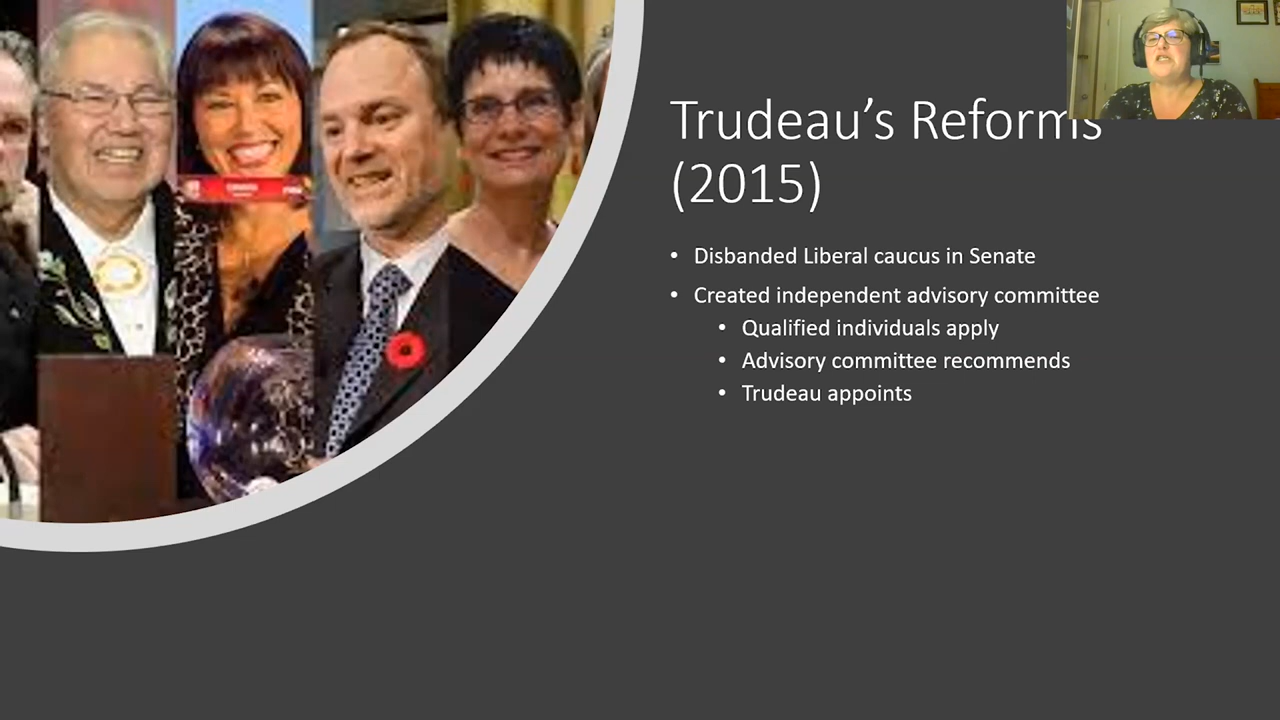 Trudeau's Reforms
(2015)
• Disbanded Liberal caucus in Senate
• Created independent advisory committee
• Qualified individuals apply
• Advisory committee recommends
• Trudeau appoints